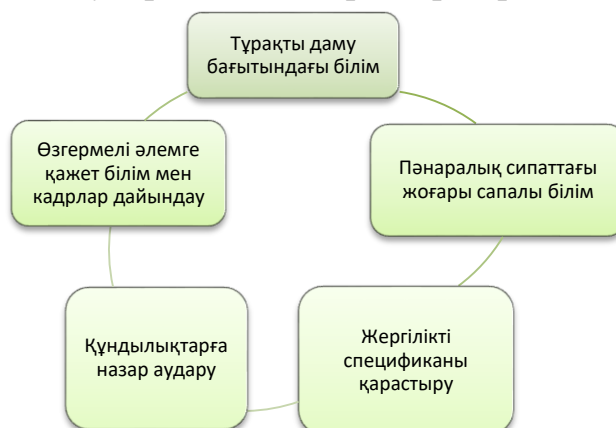 Тұрақты даму
бағытындағы білім
Пәнаралық сипаттағы
жоғары сапалы білім
Жергілікті
спецификаны
қарастыру
Құндылықтарға
назар аудару
Өзгермелі әлемге
қажет білім мен
кадрлар дайындау